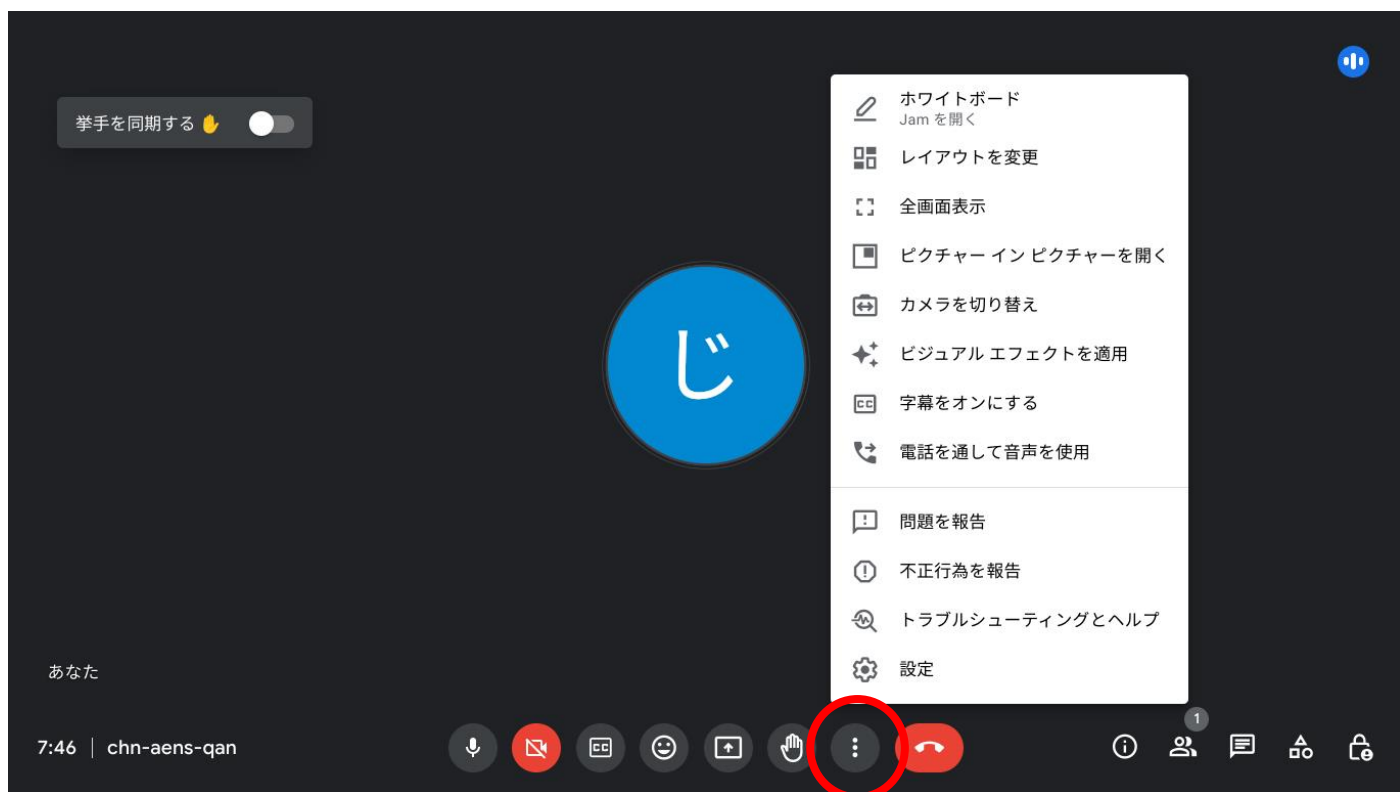 挙手を同期する ✋
ホワイトボード
Jam を開く
レイアウトを変更
全画面表示
ピクチャー イン ピクチャーを開く
カメラを切り替え
ビジュアル エフェクトを適用
CC 字幕をオンにする
電話を通して音声を使用
じ
問題を報告
不正行為を報告
トラブルシューティングとヘルプ
設定
あなた
7:46 | chn-aens-qan
CC
1